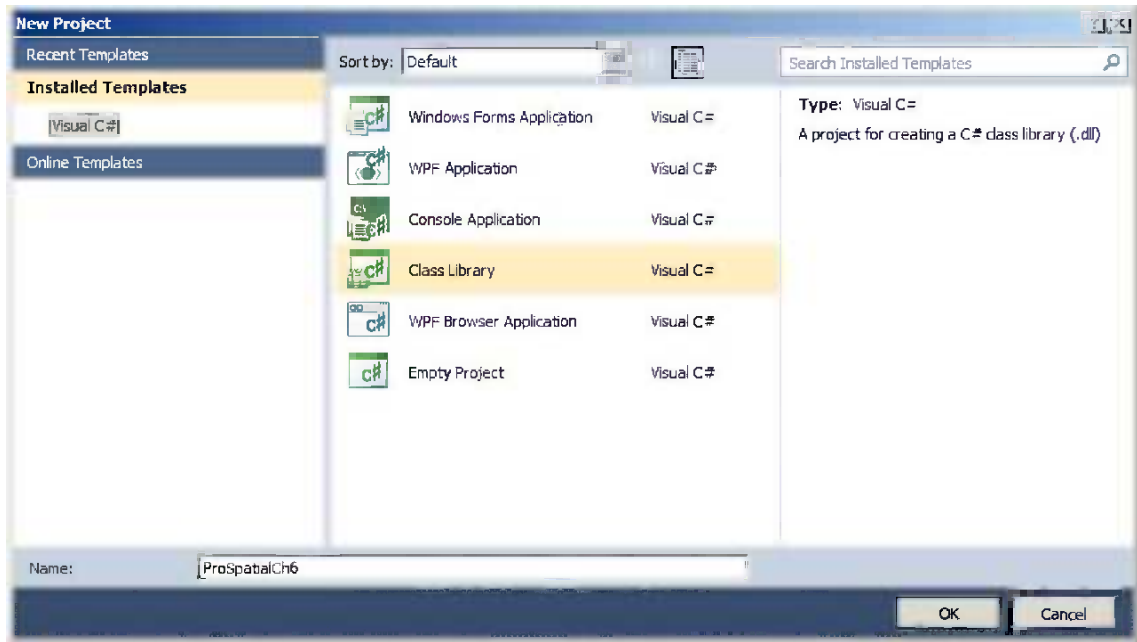 New Project
Recent Templates
Installed Templates
Visual C#
Online Templates
Sort by: Default
Search Installed Templates
Windows Forms Application Visual C#
WPF Application Visual C#
Console Application Visual C#
Class Library Visual C#
WPF Browser Application Visual C#
Empty Project Visual C#
Type: Visual C#
A project for creating a C# class library (.dll)
Name: ProSpatialCh6
OK
Cancel